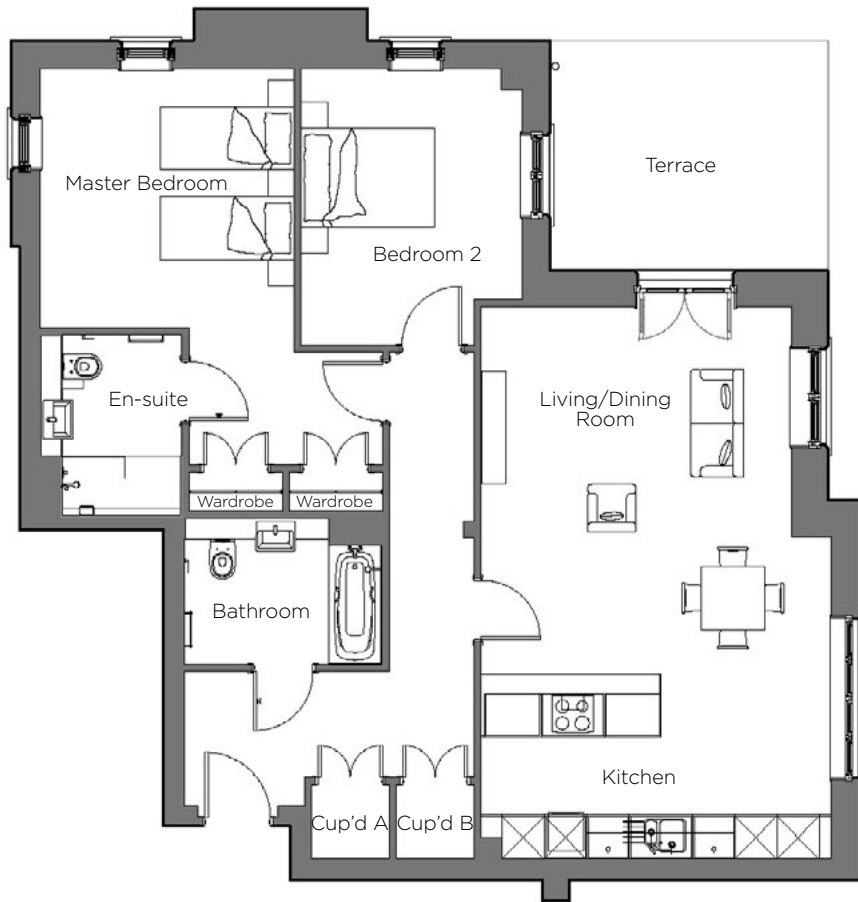 Terrace
Master Bedroom
Bedroom 2
En-suite
Living/Dining
Room
Wardrobe
Wardrobe
Bathroom
Kitchen
Cup'd A
Cup'd B